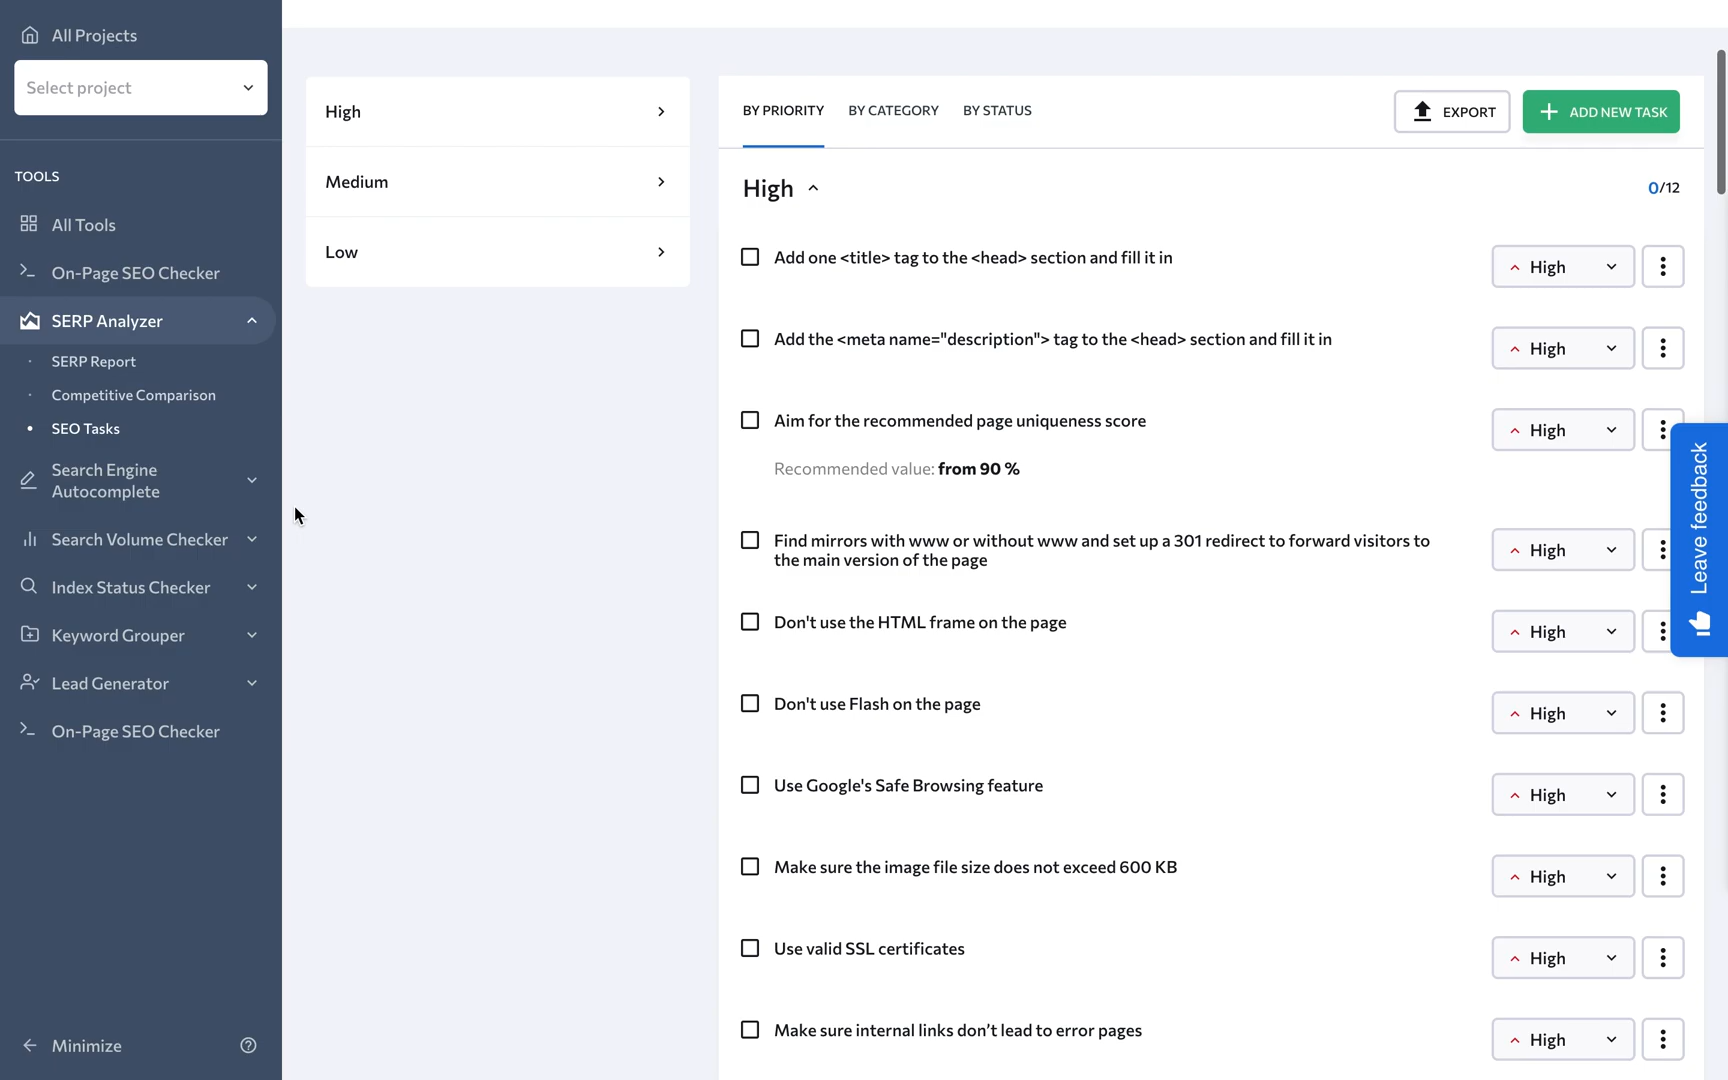 All Projects
Select project
TOOLS
All Tools
On-Page SEO Checker
SERP Analyzer
SERP Report
Competitive Comparison
SEO Tasks
Search Engine
Autocomplete
Search Volume Checker
Index Status Checker
Keyword Grouper
Lead Generator
On-Page SEO Checker
Minimize
High
Medium
Low
BY PRIORITY BY CATEGORY BY STATUS
EXPORT
ADD NEW TASK
High
0/12
Add one <title> tag to the <head> section and fill it in
High
Add the <meta name="description"> tag to the <head> section and fill it in
High
Aim for the recommended page uniqueness score
High
Recommended value: from 90 %
Find mirrors with www or without www and set up a 301 redirect to forward visitors to
the main version of the page
High
Don't use the HTML frame on the page
High
Don't use Flash on the page
High
Use Google's Safe Browsing feature
High
Make sure the image file size does not exceed 600 KB
High
Use valid SSL certificates
High
Make sure internal links don’t lead to error pages
High
Leave feedback